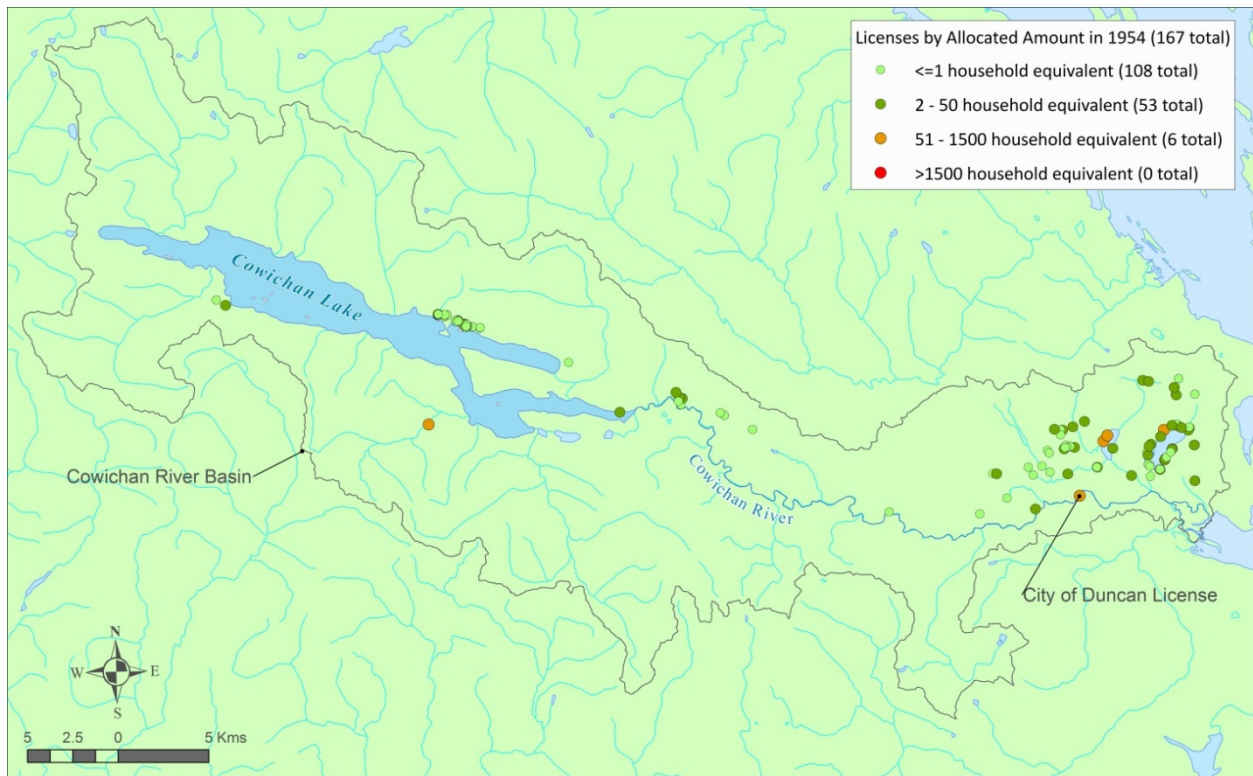 Licenses by Allocated Amount in 1954 (167 total)
<=1 household equivalent (108 total)
2 - 50 household equivalent (53 total)
51 - 1500 household equivalent (6 total)
>1500 household equivalent (0 total)
Cowichan Lake
Cowichan River Basin
Cowichan River
City of Duncan License
N
W E
S
5 2.5 0 5 Kms